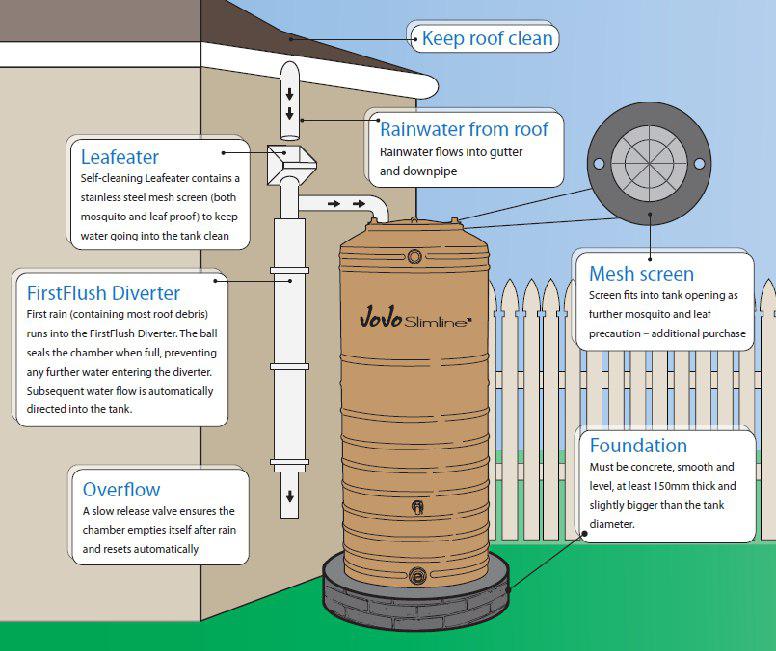 Keep roof clean
Rainwater from roof
Rainwater flows into gutter
and downpipe
Leafeater
Self-cleaning Leafeater contains a
stainless steel mesh screen (both
mosquito and leaf proof) to keep
water going into the tank clean
Mesh screen
Screen fits into tank opening as
further mosquito and leaf
precaution – additional purchase
FirstFlush Diverter
First rain (containing most roof debris)
runs into the FirstFlush Diverter. The ball
seals the chamber when full, preventing
any further water entering the diverter.
Subsequent water flow is automatically
directed into the tank.
JoJo Slimline
Foundation
Must be concrete, smooth and
level, at least 150mm thick and
slightly bigger than the tank
diameter.
Overflow
A slow release valve ensures the
chamber empties itself after rain
and resets automatically